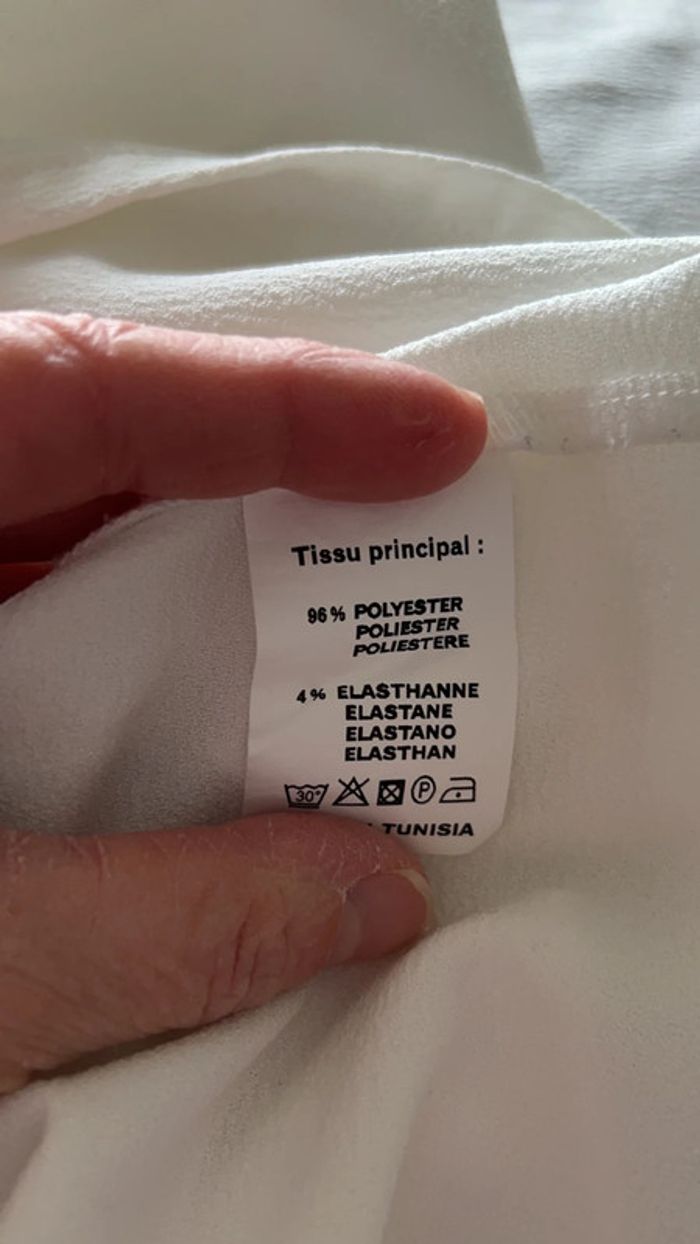 Tissu principal :
96% POLYESTER
POLIESTER
POLIESTERE
4% ELASTHANNE
ELASTANE
ELASTANO
ELASTHAN
30° P
TUNISIA